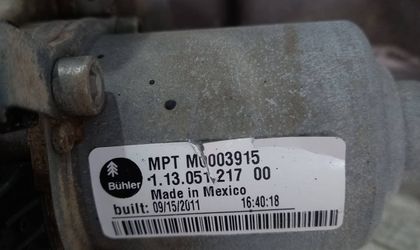 MPT M0003915
1.13.051.217 00
Made in Mexico
Bühler
built: 09/15/2011 16:40:18